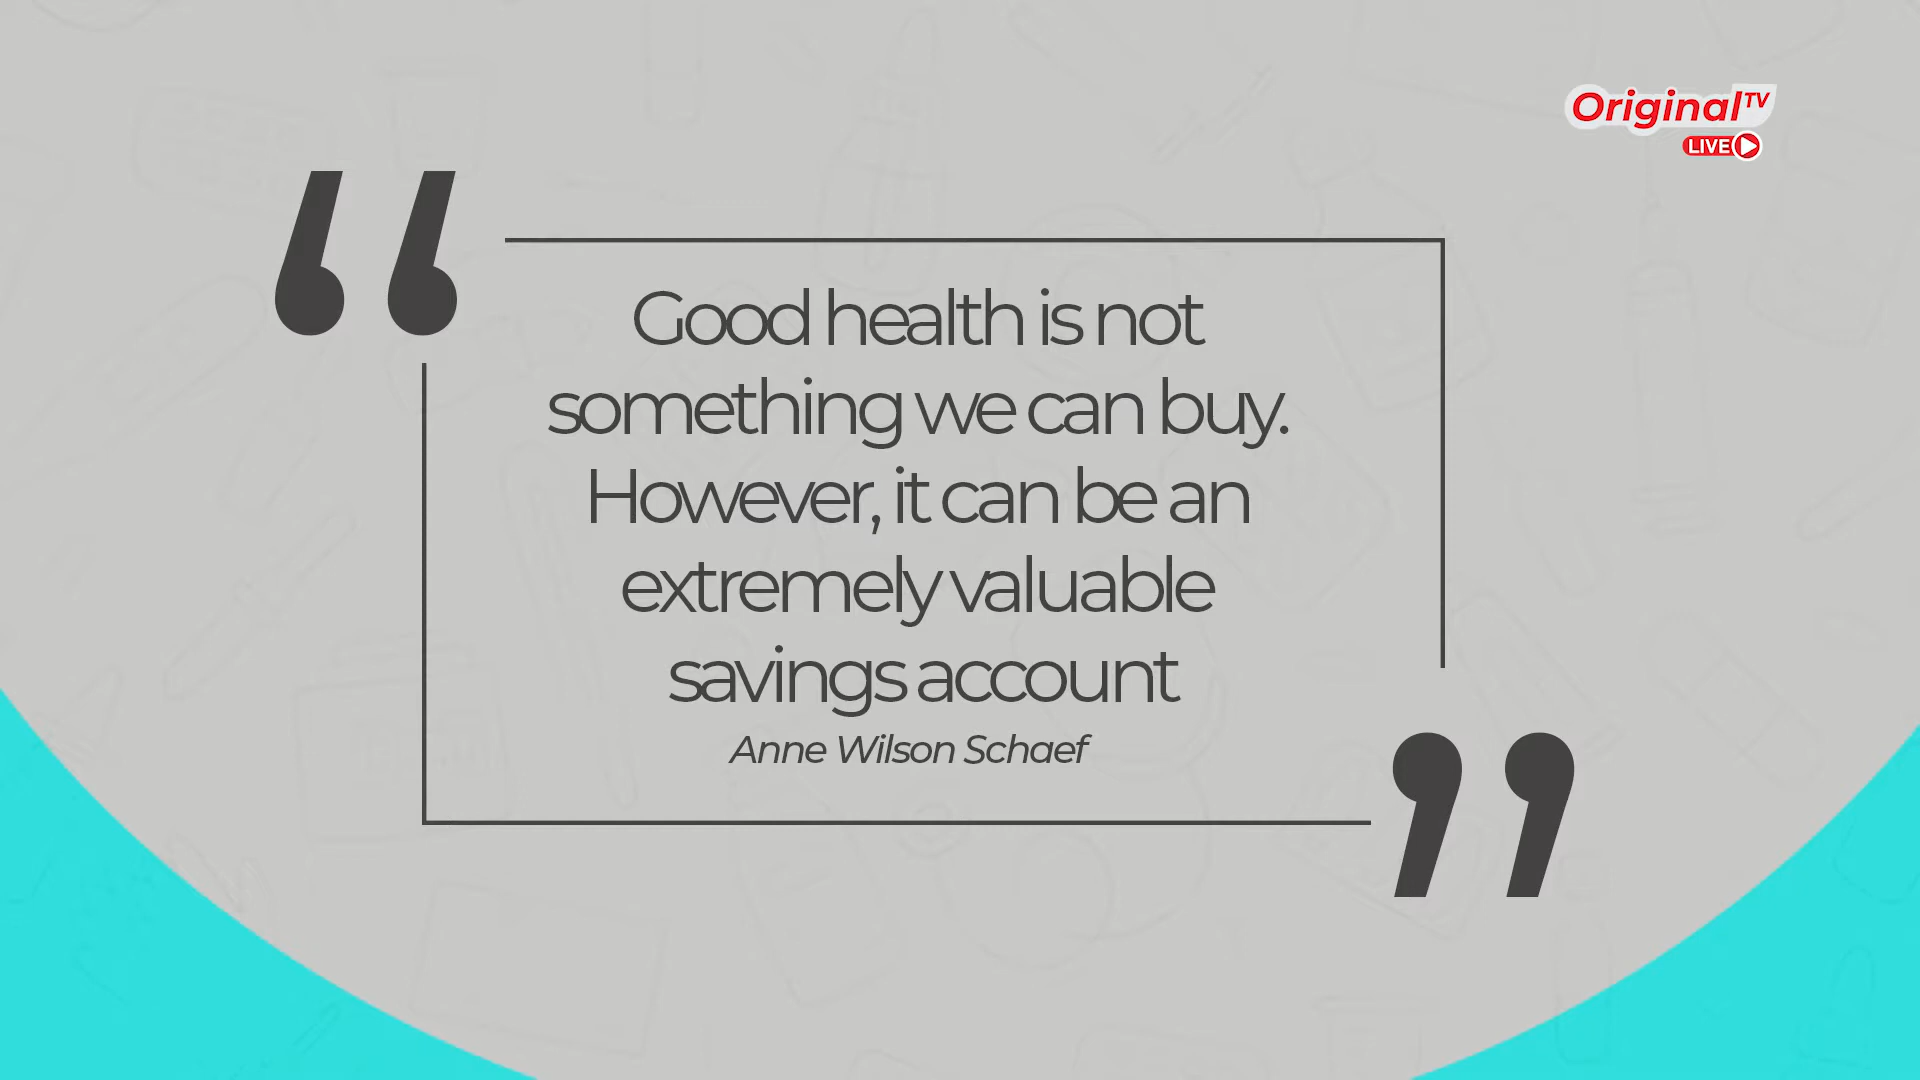 Original TV
LIVE
Good health is not
something we can buy.
However, it can be an
extremely valuable
savings account
Anne Wilson Schaef